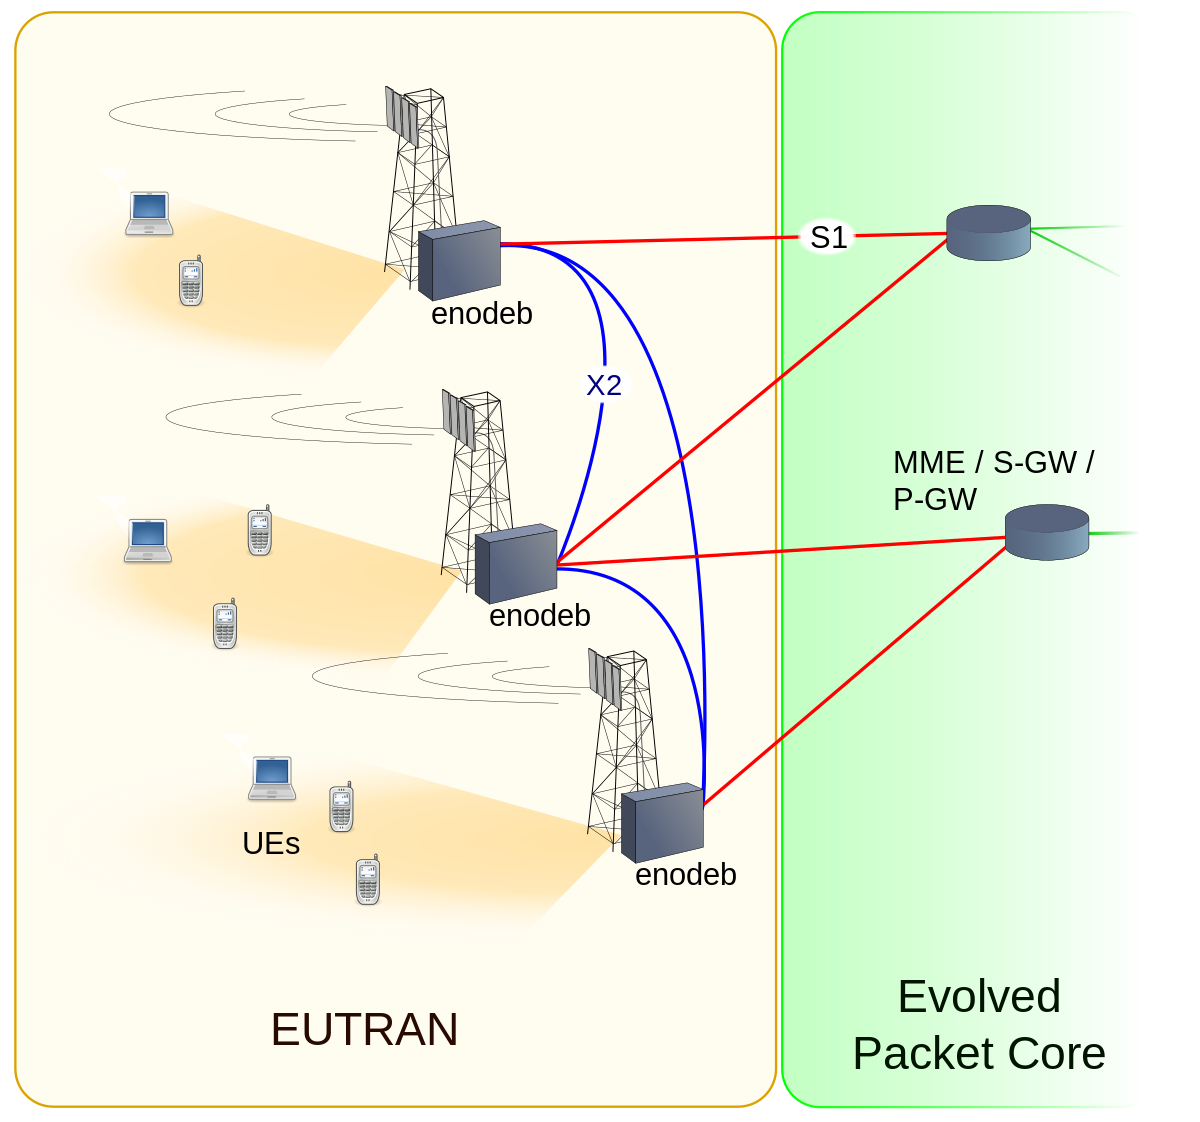 S1
enodeb
X2
MME / S-GW /
P-GW
enodeb
UEs
enodeb
Evolved
Packet Core
EUTRAN